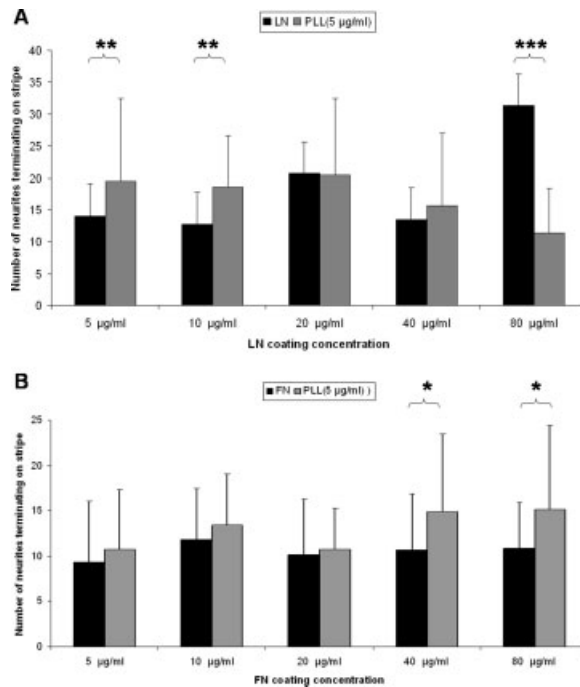 A
LN PLL(5 µg/ml)
** ** ***
Number of neurites terminating on stripe
40
35
30
25
20
15
10
5
0
5 µg/ml 10 µg/ml 20 µg/ml 40 µg/ml 80 µg/ml
LN coating concentration
B
FN PLL(5 µg/ml) )
* *
Number of neurites terminating on stripe
25
20
15
10
5
0
5 µg/ml 10 µg/ml 20 µg/ml 40 µg/ml 80 µg/ml
FN coating concentration